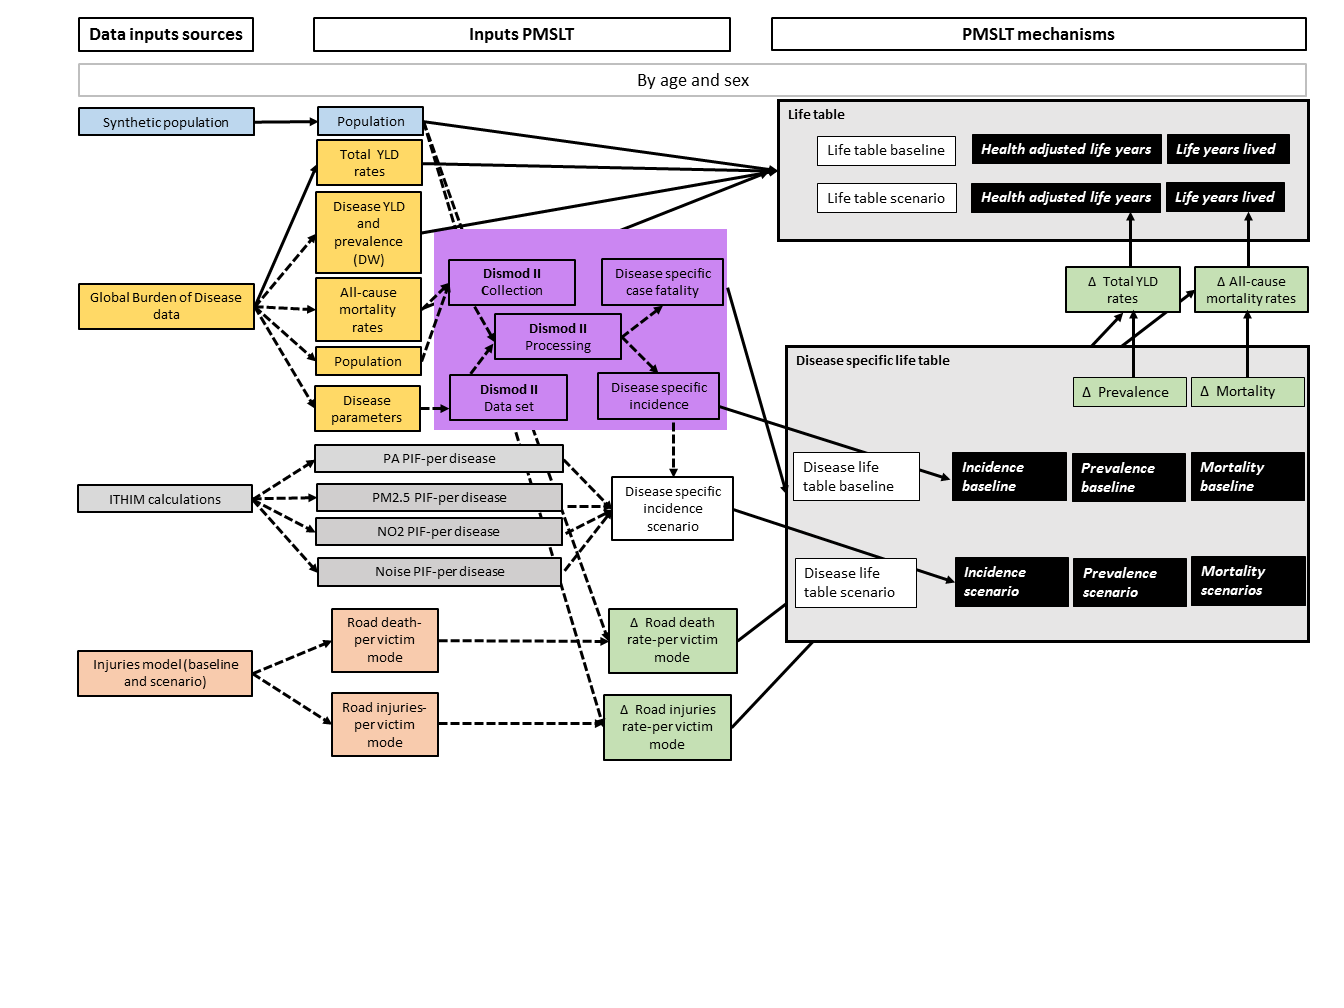 Data inputs sources
Inputs PMSLT
PMSLT mechanisms
By age and sex
Synthetic population
Population
Total YLD
rates
Disease YLD
and
prevalence
(DW)
Global Burden of Disease
data
All-cause
mortality
rates
Population
Disease
parameters
Dismod II
Collection
Disease specific
case fatality
Dismod II
Processing
Dismod II
Data set
Disease specific
incidence
ITHIM calculations
PA PIF-per disease
PM2.5 PIF-per disease
NO2 PIF-per disease
Noise PIF-per disease
Disease specific
incidence
scenario
Injuries model (baseline
and scenario)
Road death-
per victim
mode
Road injuries-
per victim
mode
Δ Road death
rate-per victim
mode
Δ Road injuries
rate-per victim
mode
Life table
Life table baseline
Health adjusted life years
Life years lived
Life table scenario
Health adjusted life years
Life years lived
Δ Total YLD
rates
Δ All-cause
mortality rates
Disease specific life table
Δ Prevalence
Δ Mortality
Disease life
table baseline
Incidence
baseline
Prevalence
baseline
Mortality
baseline
Disease life
table scenario
Incidence
scenario
Prevalence
scenario
Mortality
scenarios